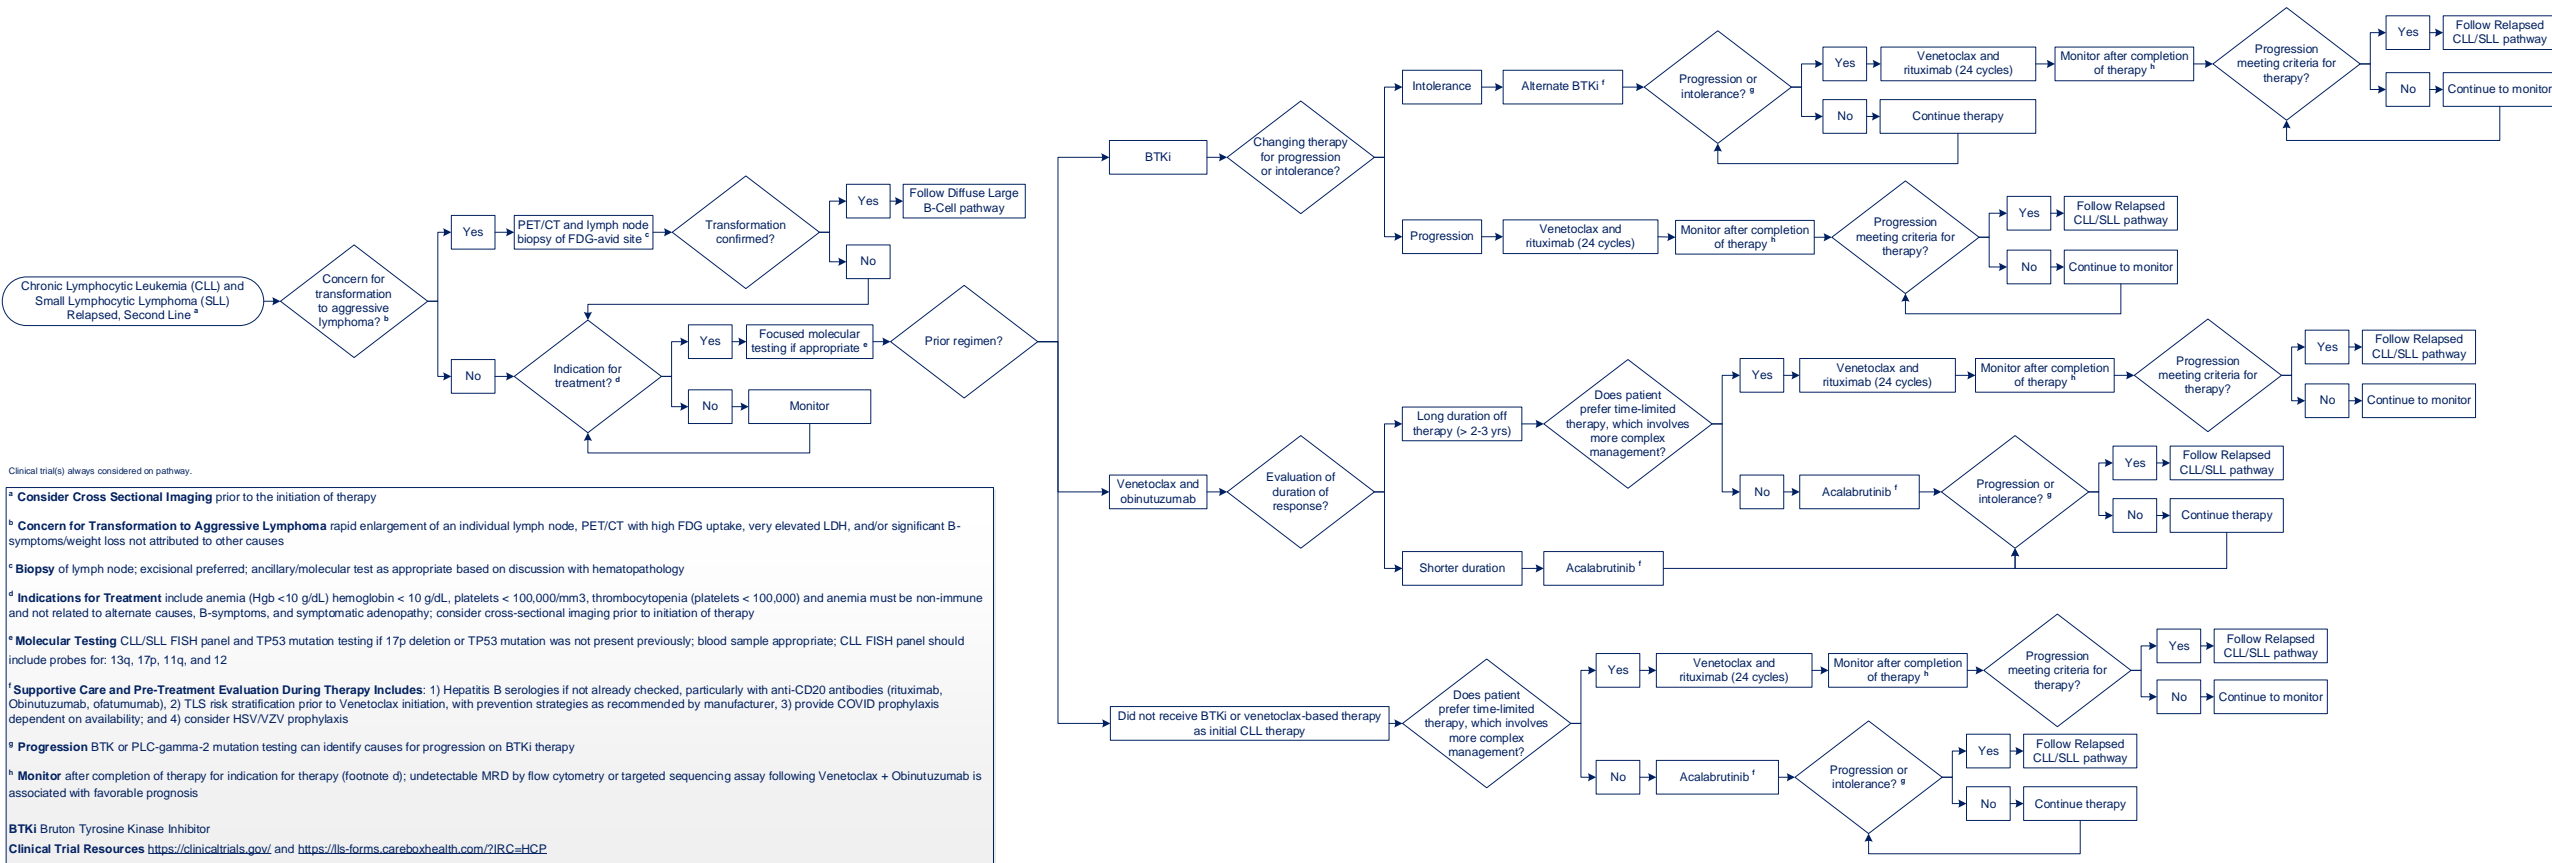 Chronic Lymphocytic Leukemia (CLL) and
Small Lymphocytic Lymphoma (SLL)
Relapsed, Second Line a
Concern for
transformation
to aggressive
lymphoma? b
Yes
PET/CT and lymph node
biopsy of FDG-avid site c
Transformation
confirmed?
Yes
Follow Diffuse Large
B-Cell pathway
No
No
Indication for
treatment? d
Yes
Focused molecular
testing if appropriate e
No
Monitor
Prior regimen?
BTKi
Changing therapy
for progression
or intolerance?
Intolerance
Alternate BTKi f
Progression or
intolerance? g
Yes
Venetoclax and
rituximab (24 cycles)
Monitor after completion
of therapy h
Progression
meeting criteria for
therapy?
Yes
Follow Relapsed
CLL/SLL pathway
No
Continue to monitor
No
Continue therapy
Progression
Venetoclax and
rituximab (24 cycles)
Monitor after completion
of therapy h
Progression
meeting criteria for
therapy?
Yes
Follow Relapsed
CLL/SLL pathway
No
Continue to monitor
Venetoclax and
obinutuzumab
Evaluation of
duration of
response?
Long duration off
therapy (> 2-3 yrs)
Does patient
prefer time-limited
therapy, which involves
more complex
management?
Yes
Venetoclax and
rituximab (24 cycles)
Monitor after completion
of therapy h
Progression
meeting criteria for
therapy?
Yes
Follow Relapsed
CLL/SLL pathway
No
Continue to monitor
No
Acalabrutinib f
Progression or
intolerance? g
Yes
Follow Relapsed
CLL/SLL pathway
No
Continue therapy
Shorter duration
Acalabrutinib f
Did not receive BTKi or venetoclax-based therapy
as initial CLL therapy
Does patient
prefer time-limited
therapy, which involves
more complex
management?
Yes
Venetoclax and
rituximab (24 cycles)
Monitor after completion
of therapy h
Progression
meeting criteria for
therapy?
Yes
Follow Relapsed
CLL/SLL pathway
No
Continue to monitor
No
Acalabrutinib f
Progression or
intolerance? g
Yes
Follow Relapsed
CLL/SLL pathway
No
Continue therapy
Clinical trial(s) always considered on pathway.
a Consider Cross Sectional Imaging prior to the initiation of therapy
b Concern for Transformation to Aggressive Lymphoma rapid enlargement of an individual lymph node, PET/CT with high FDG uptake, very elevated LDH, and/or significant B-
symptoms/weight loss not attributed to other causes
c Biopsy of lymph node; excisional preferred; ancillary/molecular test as appropriate based on discussion with hematopathology
d Indications for Treatment include anemia (Hgb <10 g/dL) hemoglobin < 10 g/dL, platelets < 100,000/mm3, thrombocytopenia (platelets < 100,000) and anemia must be non-immune
and not related to alternate causes, B-symptoms, and symptomatic adenopathy; consider cross-sectional imaging prior to initiation of therapy
e Molecular Testing CLL/SLL FISH panel and TP53 mutation testing if 17p deletion or TP53 mutation was not present previously; blood sample appropriate; CLL FISH panel should
include probes for: 13q, 17p, 11q, and 12
f Supportive Care and Pre-Treatment Evaluation During Therapy Includes: 1) Hepatitis B serologies if not already checked, particularly with anti-CD20 antibodies (rituximab,
Obinutuzumab, ofatumumab), 2) TLS risk stratification prior to Venetoclax initiation, with prevention strategies as recommended by manufacturer, 3) provide COVID prophylaxis
dependent on availability; and 4) consider HSV/VZV prophylaxis
g Progression BTK or PLC-gamma-2 mutation testing can identify causes for progression on BTKi therapy
h Monitor after completion of therapy for indication for therapy (footnote d); undetectable MRD by flow cytometry or targeted sequencing assay following Venetoclax + Obinutuzumab is
associated with favorable prognosis
BTKi Bruton Tyrosine Kinase Inhibitor
Clinical Trial Resources https://clinicaltrials.gov/ and https://lls-forms.careboxhealth.com/?IRC=HCP